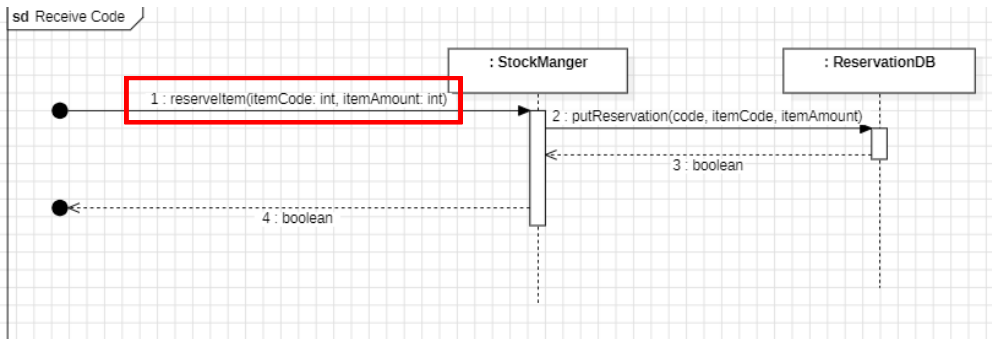 sd Receive Code
: StockManger
: ReservationDB
1 : reserveItem(itemCode: int, itemAmount: int)
2 : putReservation(code, itemCode, itemAmount)
3 : boolean
4 : boolean